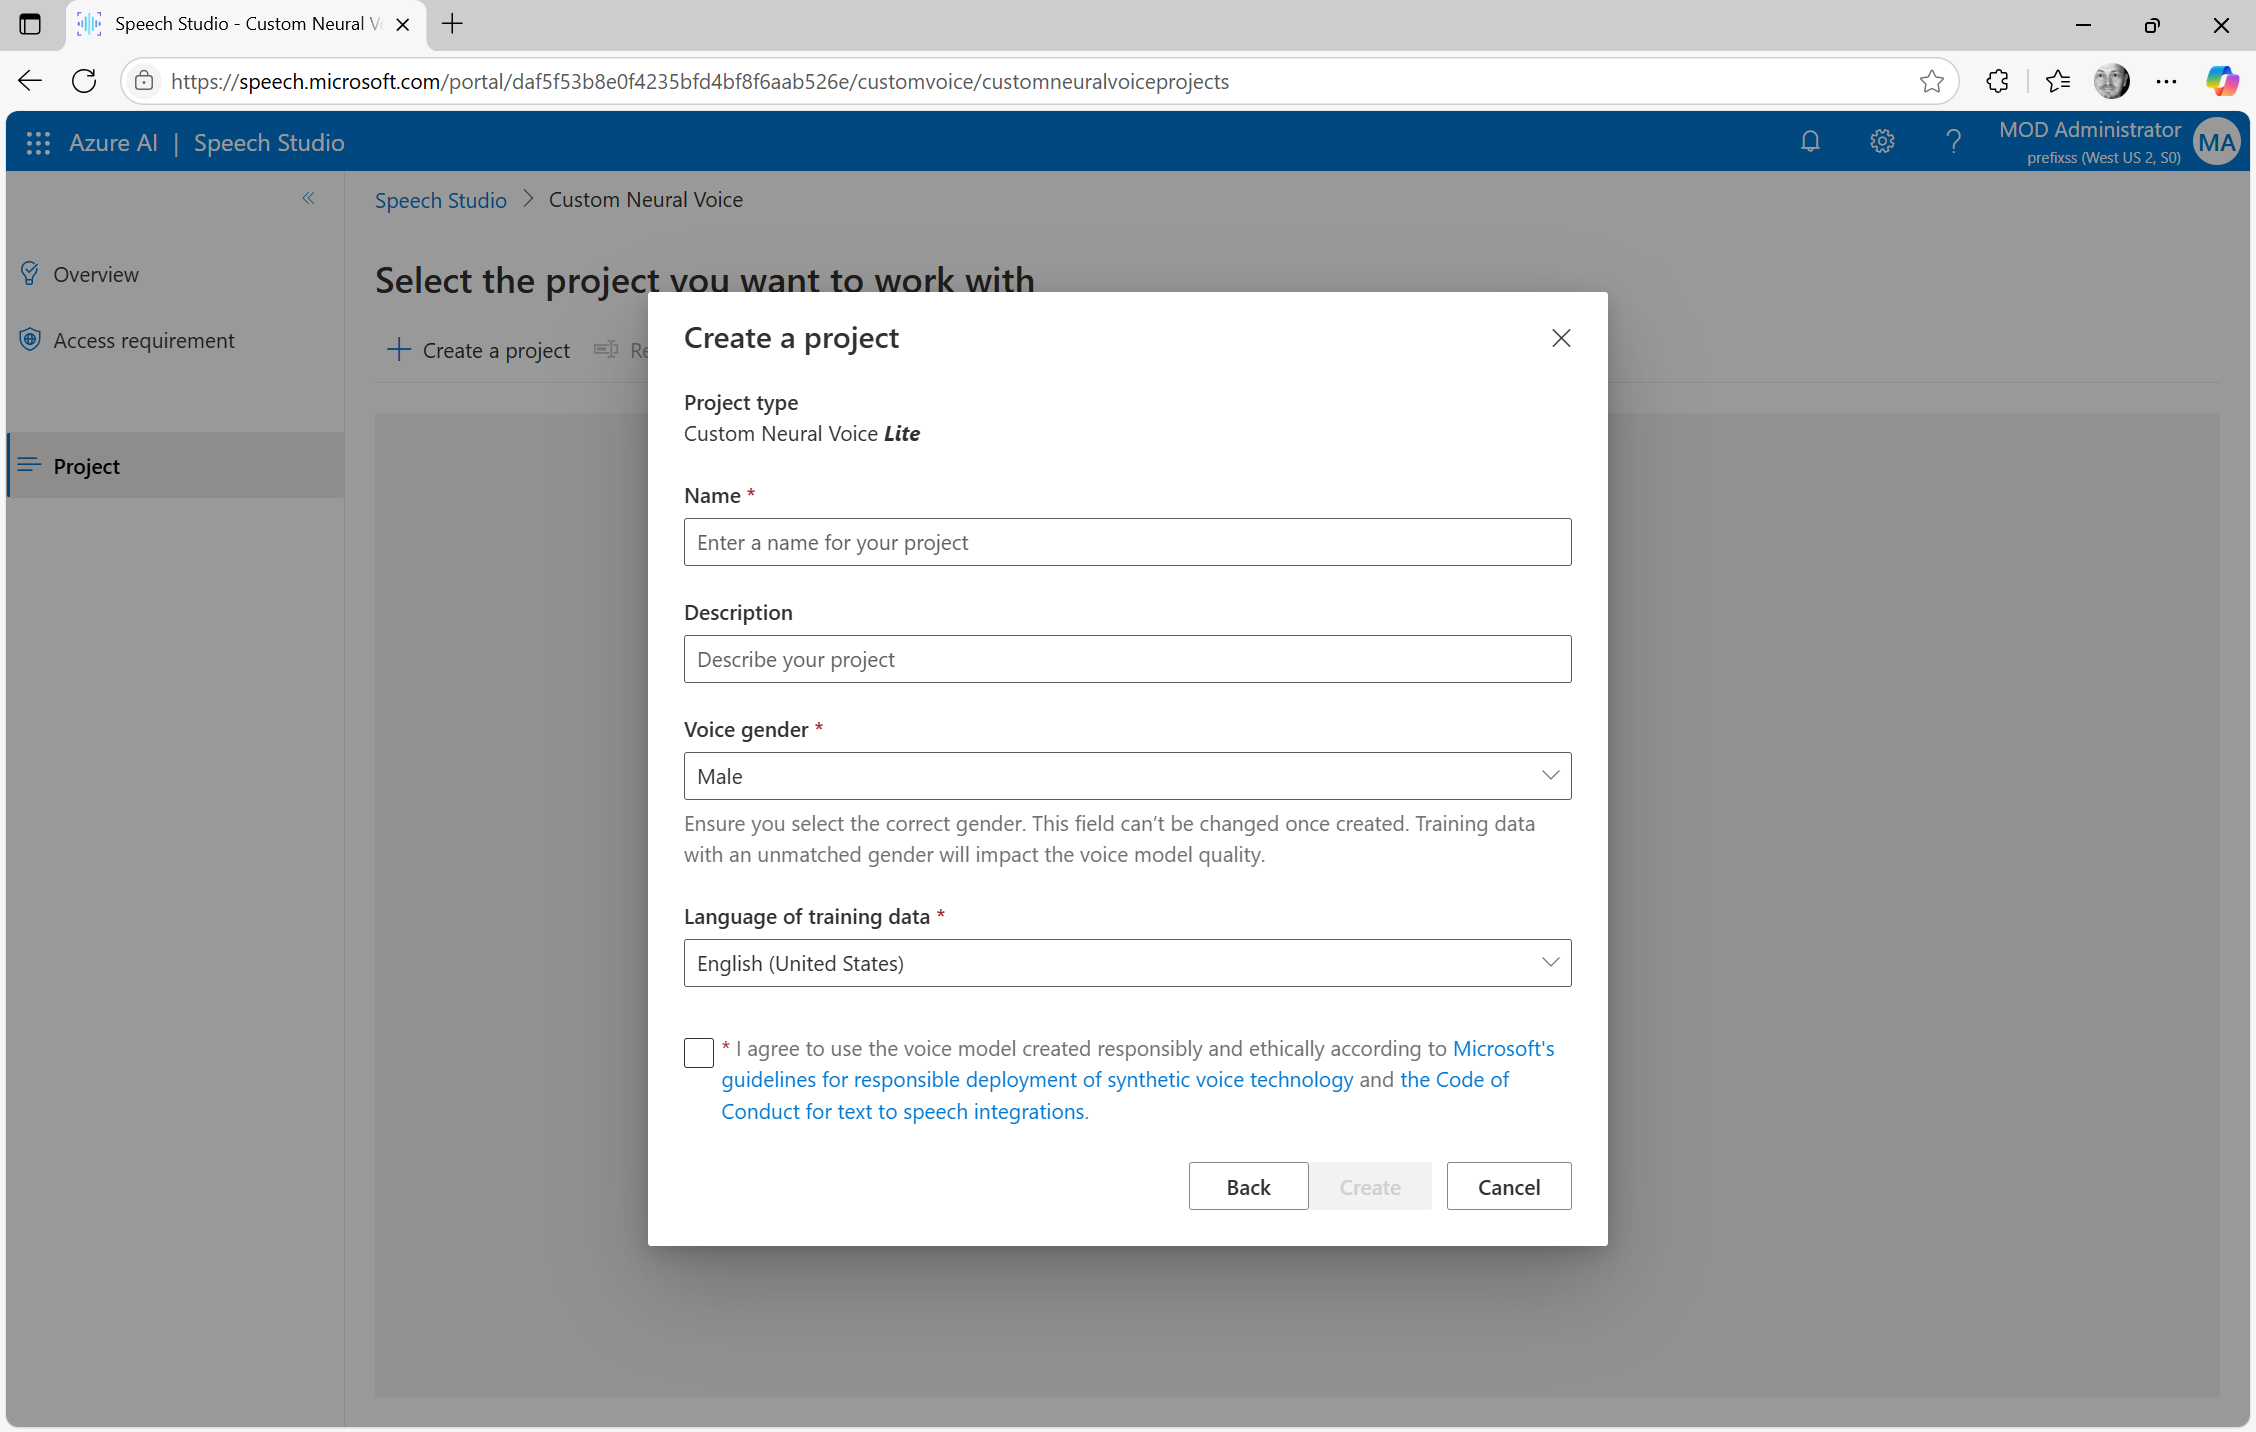 Speech Studio - Custom Neural V
https://speech.microsoft.com/portal/daf5f53b8e0f4235bfd4bf8f6aab526e/customvoice/customneuralvoiceprojects
Azure AI | Speech Studio
MOD Administrator
prefixss (West US 2, S0)
MA
Speech Studio > Custom Neural Voice
Overview
Access requirement
Project
Select the project you want to work with
Create a project
Re
Create a project
Project type
Custom Neural Voice Lite
Name *
Enter a name for your project
Description
Describe your project
Voice gender *
Male
Ensure you select the correct gender. This field can't be changed once created. Training data
with an unmatched gender will impact the voice model quality.
Language of training data *
English (United States)
* I agree to use the voice model created responsibly and ethically according to Microsoft's
guidelines for responsible deployment of synthetic voice technology and the Code of
Conduct for text to speech integrations.
Back
Create
Cancel